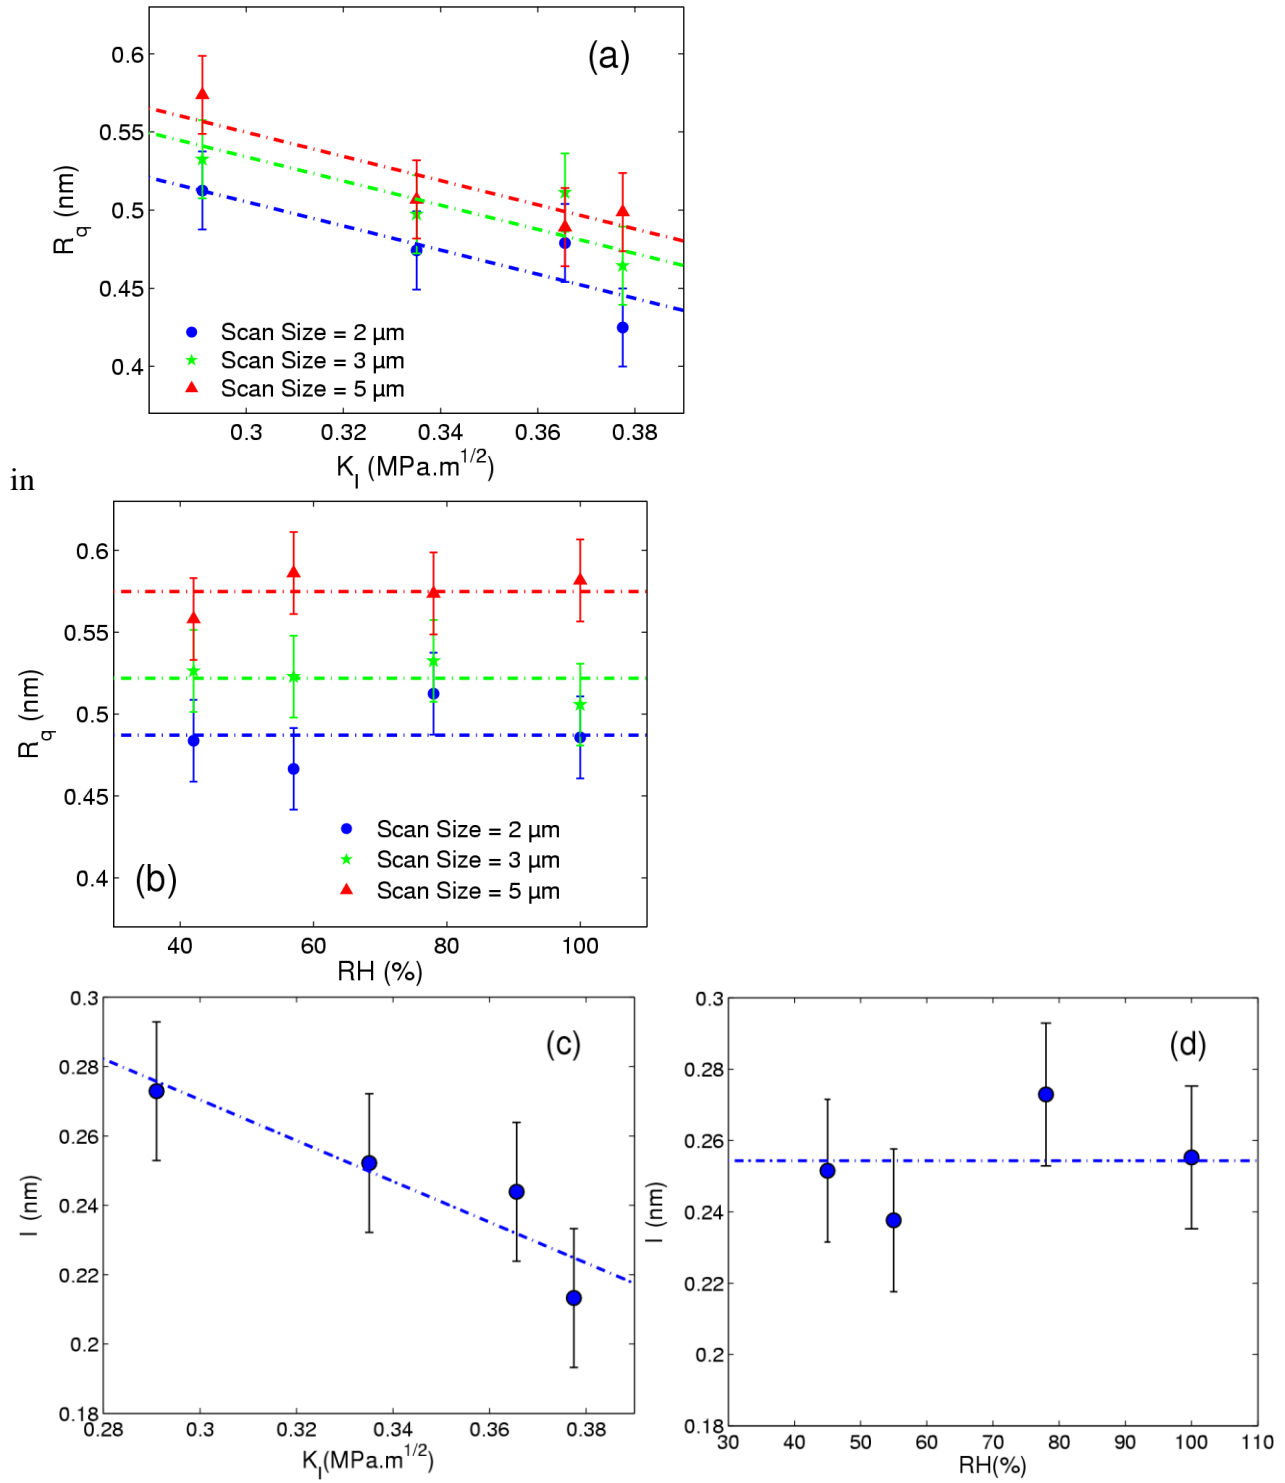 (a)
0.6
0.55
0.5
0.45
0.4
R_q (nm)
Scan Size = 2 µm
Scan Size = 3 µm
Scan Size = 5 µm
0.3 0.32 0.34 0.36 0.38
K_I (MPa.m^1/2)
in
0.6
0.55
0.5
0.45
0.4
R_q (nm)
Scan Size = 2 µm
Scan Size = 3 µm
Scan Size = 5 µm
(b)
40 60 80 100
RH (%)
(c)
0.3
0.28
0.26
0.24
0.22
0.2
0.18
I (nm)
0.28 0.3 0.32 0.34 0.36 0.38
K_I(MPa.m^1/2)
(d)
0.3
0.28
0.26
0.24
0.22
0.2
0.18
I (nm)
30 40 50 60 70 80 90 100 110
RH(%)